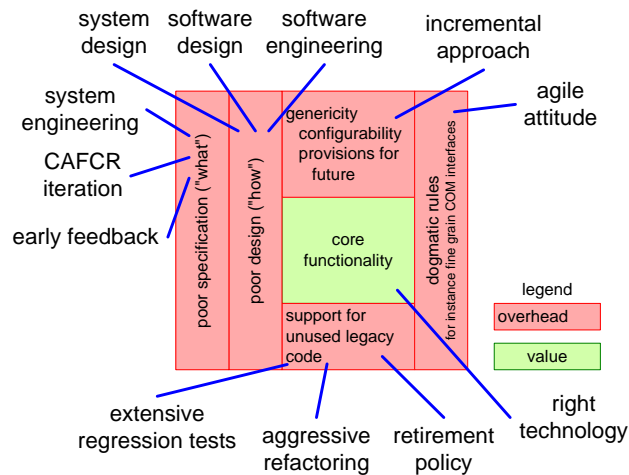 system
design
software
design
software
engineering
incremental
approach
system
engineering
agile
attitude
CAFCR
iteration
early feedback
poor specification ("what")
poor design ("how")
genericity
configurability
provisions for
future
core
functionality
support for
unused legacy
code
dogmatic rules
for instance fine grain COM interfaces
legend
overhead
value
extensive
regression tests
aggressive
refactoring
retirement
policy
right
technology